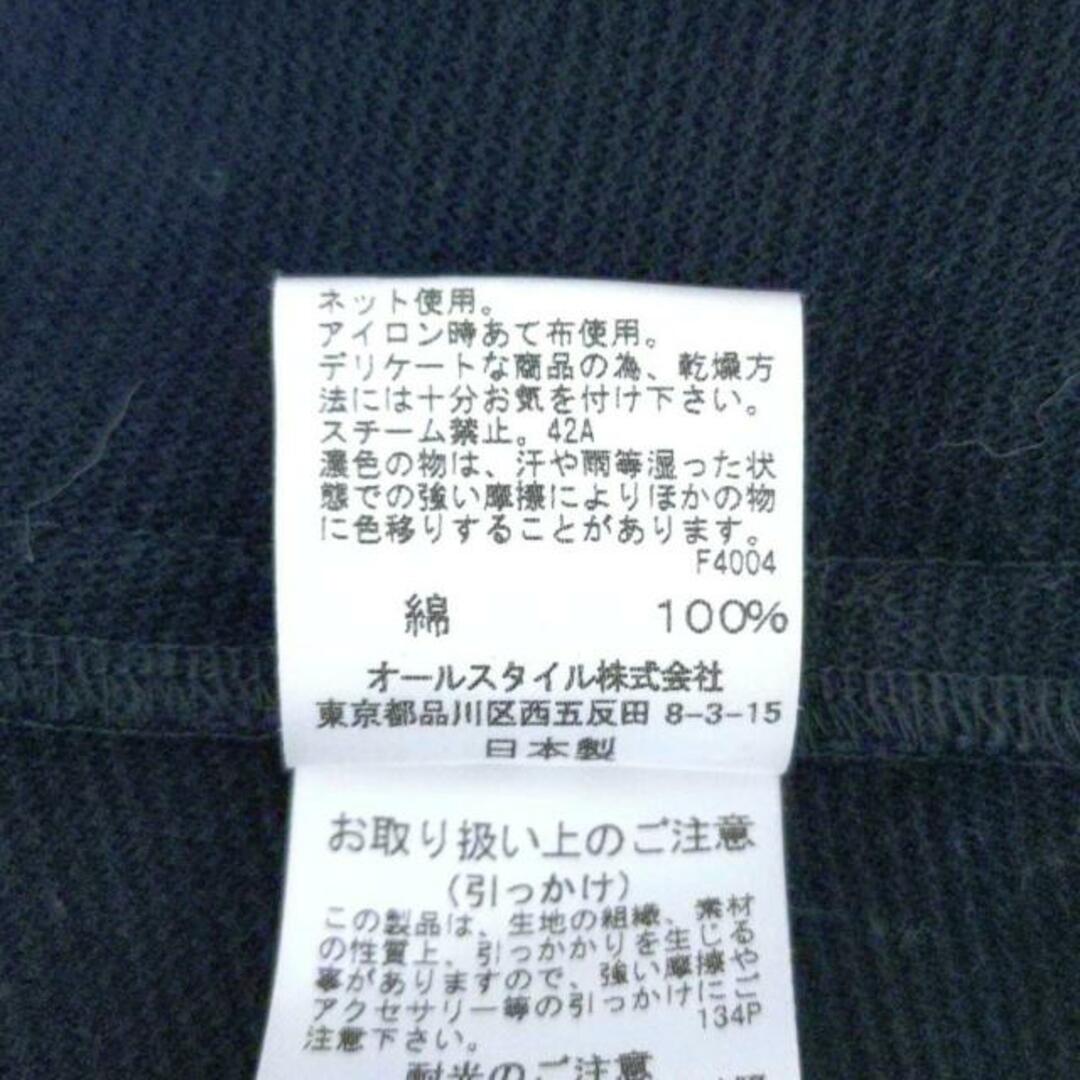 ネット使用。
アイロン時あて布使用。
デリケートな商品の為、乾燥方
法には十分お気を付け下さい。
スチーム禁止。42A
濃色の物は、汗や雨等湿った状
態での強い摩擦によりほかの物
に色移りすることがあります。
F4004
綿 100%
オールスタイル株式会社
東京都品川区西五反田 8-3-15
日本製
お取り扱い上のご注意
(引っかけ)
この製品は、生地の組織、素材
の性質上、引っかかりを生じる
事がありますので、強い摩擦や
アクセサリー等の引っかけにご
注意下さい。 134P
耐光のご注意